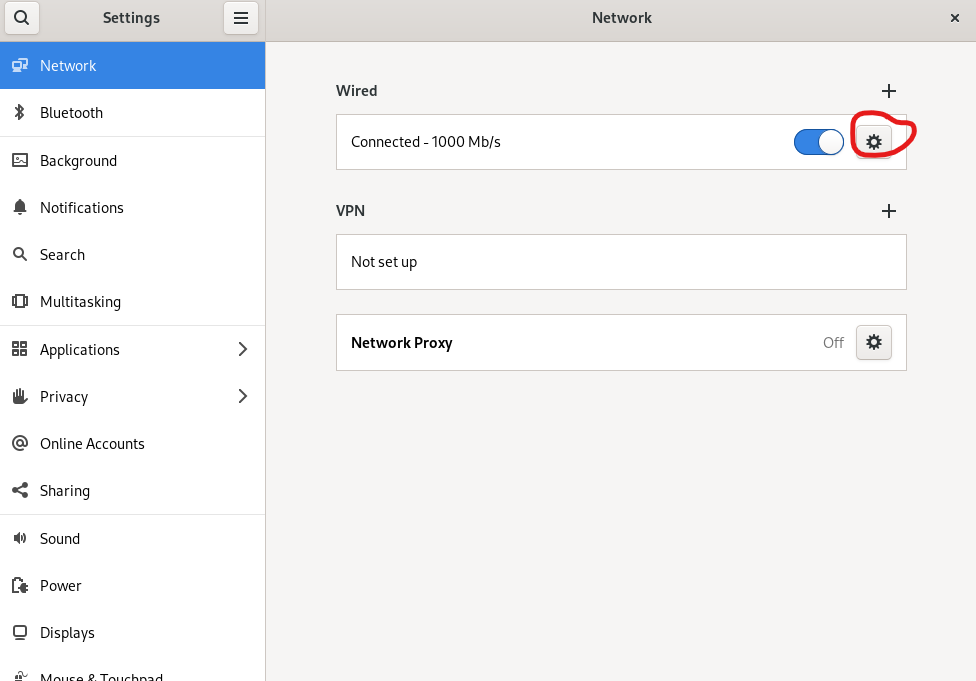 Settings
Network
Network
Bluetooth
Background
Notifications
Search
Multitasking
Applications
Privacy
Online Accounts
Sharing
Sound
Power
Displays
Mouse & Touchpad
Wired
Connected - 1000 Mb/s
VPN
Not set up
Network Proxy Off